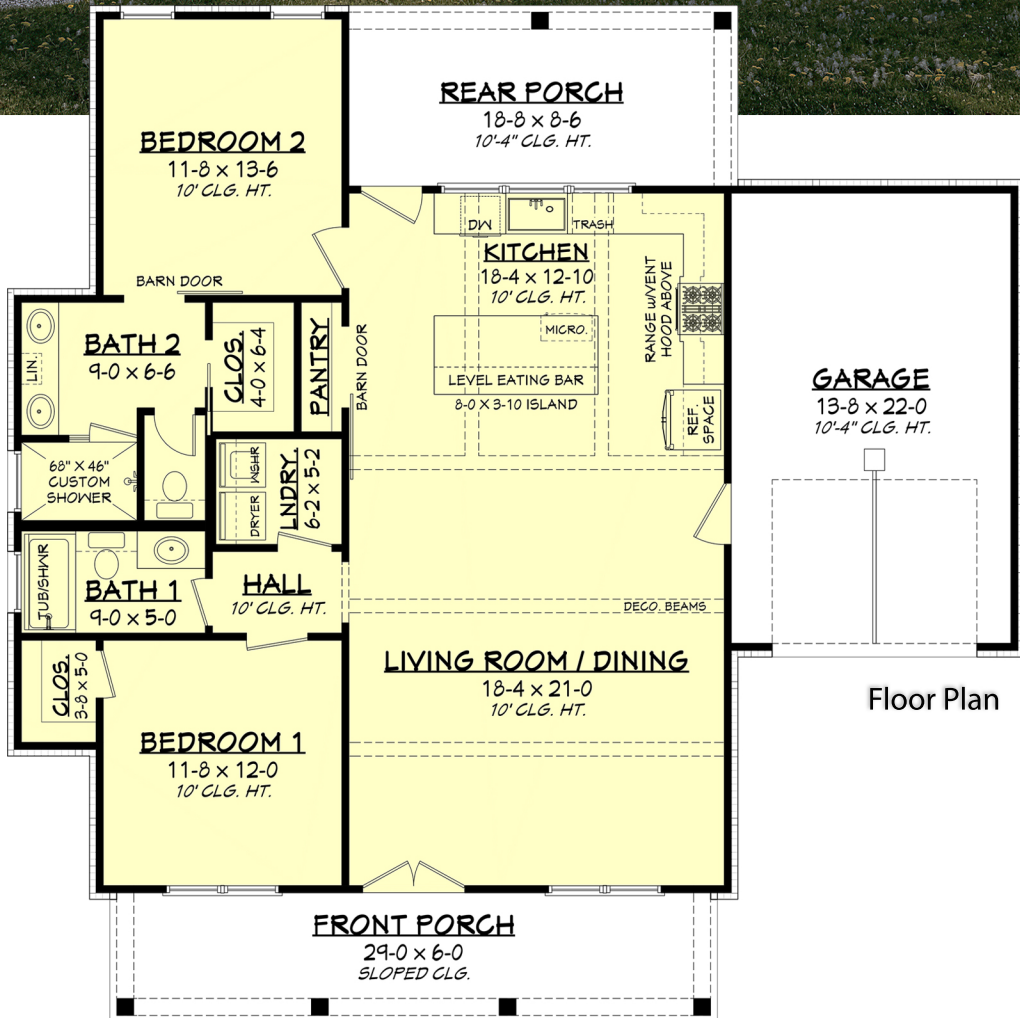 REAR PORCH
18-8 x 8-6
10'-4" CLG. HT.
BEDROOM 2
11-8 x 13-6
10' CLG. HT.
DW
TRASH
KITCHEN
18-4 x 12-10
10' CLG. HT.
RANGE w/VENT
HOOD ABOVE
MICRO.
LEVEL EATING BAR
8-0 X 3-10 ISLAND
REF.
SPACE
BARN DOOR
BATH 2
9-0 x 6-6
LIN.
CLOS.
4-0 x 6-4
PANTRY
BARN DOOR
GARAGE
13-8 x 22-0
10'-4" CLG. HT.
68" X 46"
CUSTOM
SHOWER
WSHR
DRYER
LNDRY.
6-2 x 5-2
TUB/SHWR
BATH 1
9-0 x 5-0
HALL
10' CLG. HT.
DECO. BEAMS
LIVING ROOM / DINING
18-4 x 21-0
10' CLG. HT.
CLOS.
3-8 x 5-0
BEDROOM 1
11-8 x 12-0
10' CLG. HT.
Floor Plan
FRONT PORCH
29-0 x 6-0
SLOPED CLG.